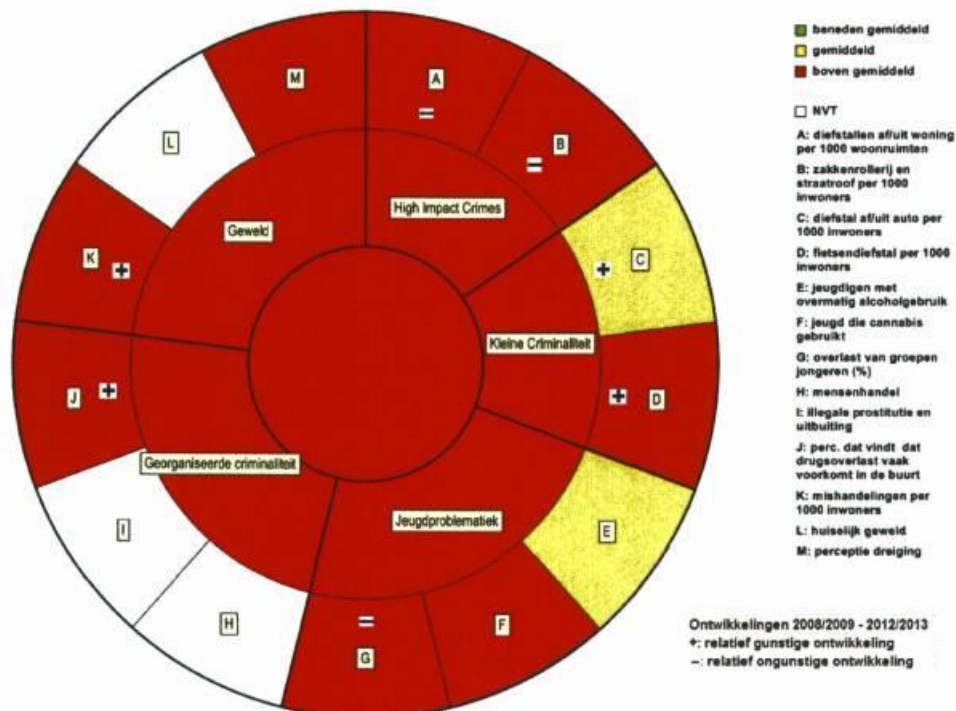 M
A
B
L
High Impact Crimes
Geweld
K
+
+
C
Kleine Criminaliteit
J
+
+
D
Georganiseerde criminaliteit
Jeugdproblematiek
I
E
H
G
F
beneden gemiddeld
gemiddeld
boven gemiddeld
NVT
A: diefstallen af/uit woning
per 1000 woonruimten
B: zakkenrollerij en
straatroof per 1000
inwoners
C: diefstal af/uit auto per
1000 inwoners
D: fietsendiefstal per 1000
inwoners
E: jeugdigen met
overmatig alcoholgebruik
F: jeugd die cannabis
gebruikt
G: overlast van groepen
jongeren (%)
H: mensenhandel
I: illegale prostitutie en
uitbuiting
J: perc. dat vindt dat
drugsoverlast vaak
voorkomt in de buurt
K: mishandelingen per
1000 inwoners
L: huiselijk geweld
M: perceptie dreiging
Ontwikkelingen 2008/2009 - 2012/2013
+: relatief gunstige ontwikkeling
–: relatief ongunstige ontwikkeling